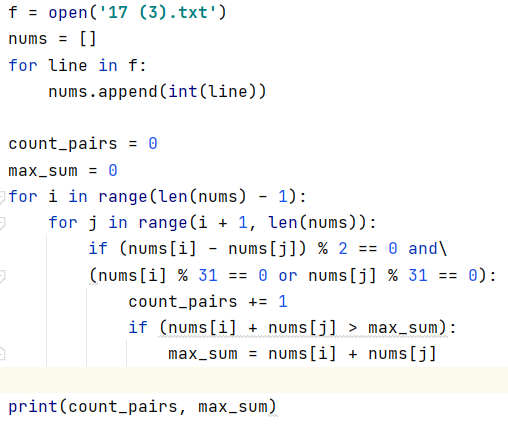 f = open('17 (3).txt')
nums = []
for line in f:
    nums.append(int(line))

count_pairs = 0
max_sum = 0
for i in range(len(nums) - 1):
    for j in range(i + 1, len(nums)):
        if (nums[i] - nums[j]) % 2 == 0 and\
        (nums[i] % 31 == 0 or nums[j] % 31 == 0):
            count_pairs += 1
            if (nums[i] + nums[j] > max_sum):
                max_sum = nums[i] + nums[j]

print(count_pairs, max_sum)